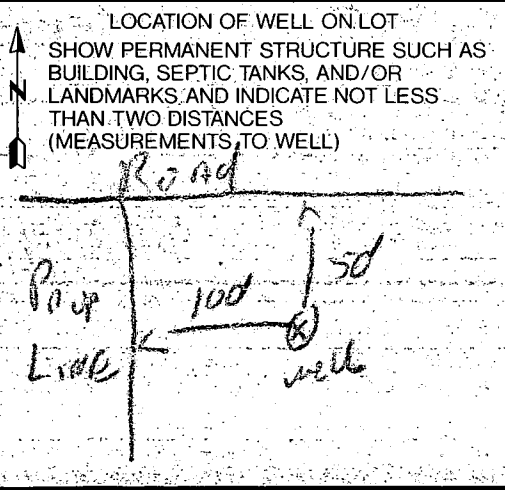 LOCATION OF WELL ON LOT
SHOW PERMANENT STRUCTURE SUCH AS
BUILDING, SEPTIC TANKS, AND/OR
N
LANDMARKS AND INDICATE NOT LESS
THAN TWO DISTANCES
(MEASUREMENTS TO WELL)
Road
50'
Prop
100'
Line
well